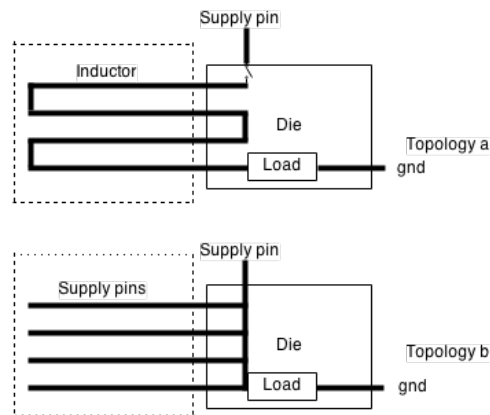 Supply pin
Inductor
Die
Topology a
Load
gnd
Supply pin
Supply pins
Die
Topology b
Load
gnd